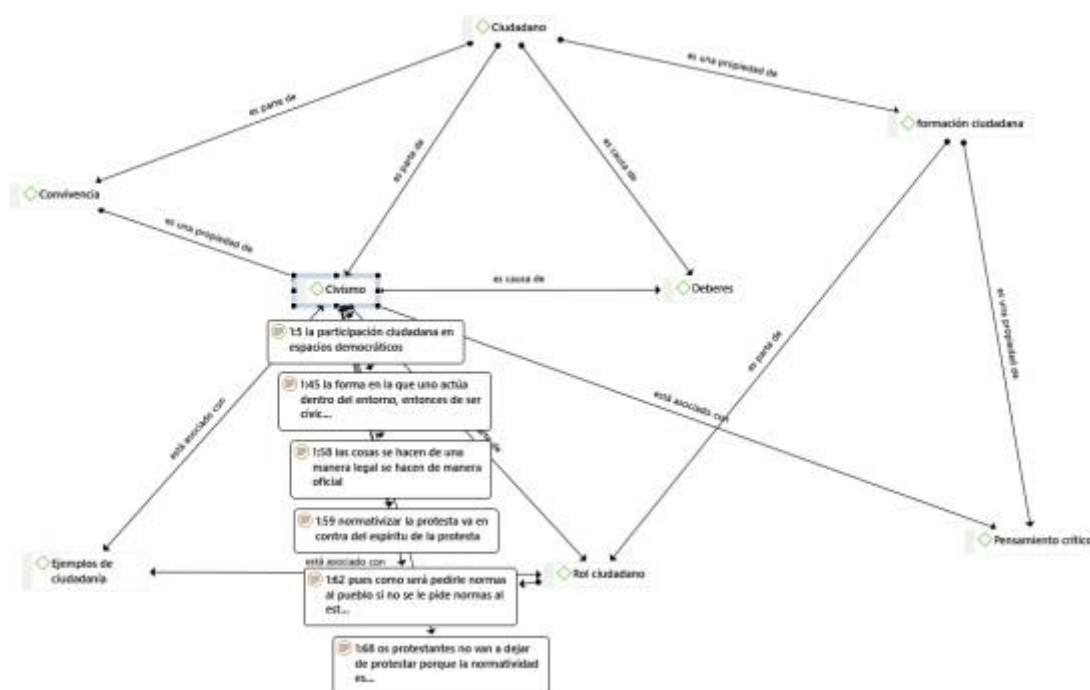 Ciudadano
es una propiedad de
es parte de
formación ciudadana
es parte de
es causa de
Convivencia
es una propiedad de
Civismo
es causa de
Deberes
1:5 la participación ciudadana en
espacios democráticos
es una propiedad de
es parte de
1:45 la forma en la que uno actúa
dentro del entorno, entonces de ser
civic...
está asociado con
está asociado con
rte de
1:58 las cosas se hacen de una
manera legal se hacen de manera
oficial
1:59 normativizar la protesta va en
contra del espíritu de la protesta
Pensamiento crítico
Ejemplos de
ciudadanía
está asociado con
Rol ciudadano
1:62 pues como será pedirle normas
al pueblo si no se le pide normas al
est...
1:68 os protestantes no van a dejar
de protestar porque la normatividad
es...